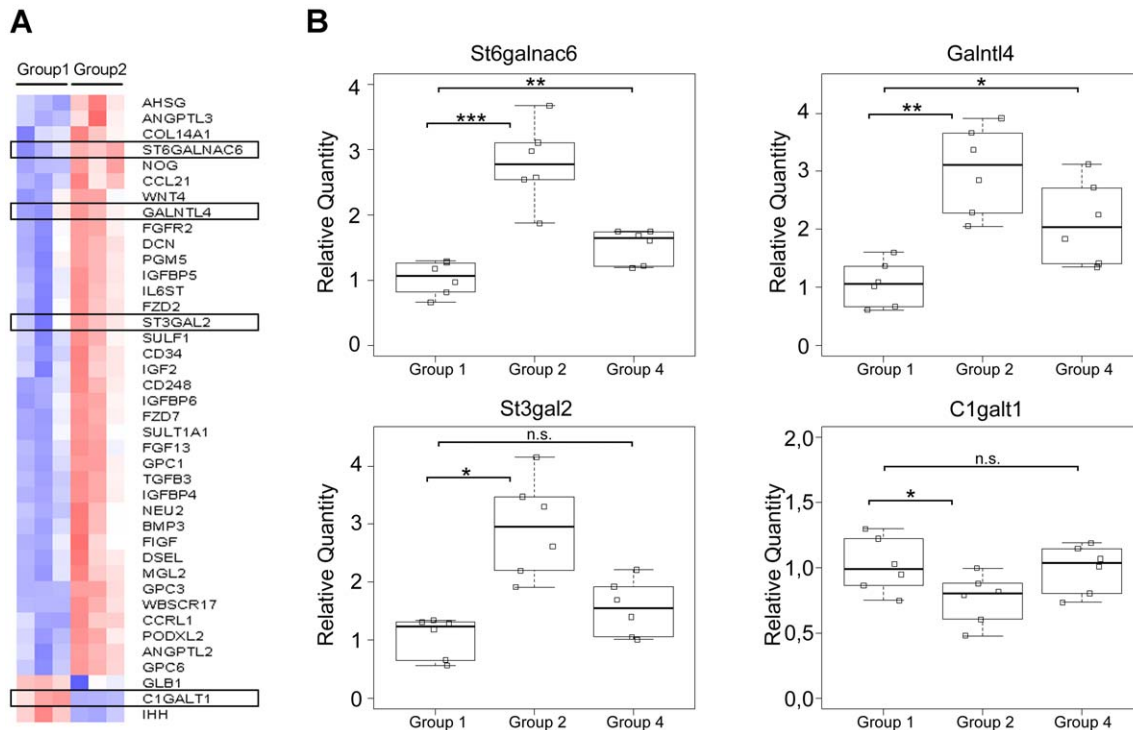 A
Group1 Group2
AHSG
ANGPTL3
COL14A1
ST6GALNAC6
NOG
CCL21
WNT4
GALNTL4
FGFR2
DCN
PGM5
IGFBP5
IL6ST
FZD2
ST3GAL2
SULF1
CD34
IGF2
CD248
IGFBP6
FZD7
SULT1A1
FGF13
GPC1
TGFB3
IGFBP4
NEU2
BMP3
FIGF
DSEL
MGL2
GPC3
WBSCR17
CCRL1
PODXL2
ANGPTL2
GPC6
GLB1
C1GALT1
IHH
B
St6galnac6
Relative Quantity
4
3
2
1
0
**
***
Group 1 Group 2 Group 4
Galntl4
Relative Quantity
4
3
2
1
0
*
**
Group 1 Group 2 Group 4
St3gal2
Relative Quantity
4
3
2
1
0
n.s.
*
Group 1 Group 2 Group 4
C1galt1
Relative Quantity
2,0
1,5
1,0
0,5
0,0
n.s.
*
Group 1 Group 2 Group 4